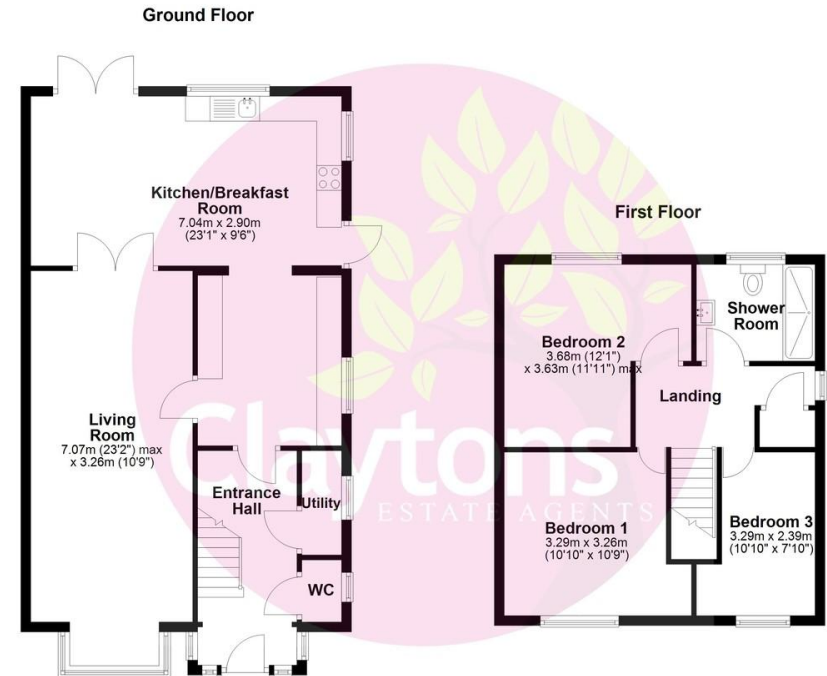 Ground Floor
Kitchen/Breakfast
Room
7.04m x 2.90m
(23'1" x 9'6")
Living
Room
7.07m (23'2") max
x 3.26m (10'9")
Entrance
Hall
Utility
WC
First Floor
Bedroom 2
3.68m (12'1")
x 3.63m (11'11") max
Shower
Room
Landing
Bedroom 1
3.29m x 3.26m
(10'10" x 10'9")
Bedroom 3
3.29m x 2.39m
(10'10" x 7'10")
Claytons
ESTATE AGENTS